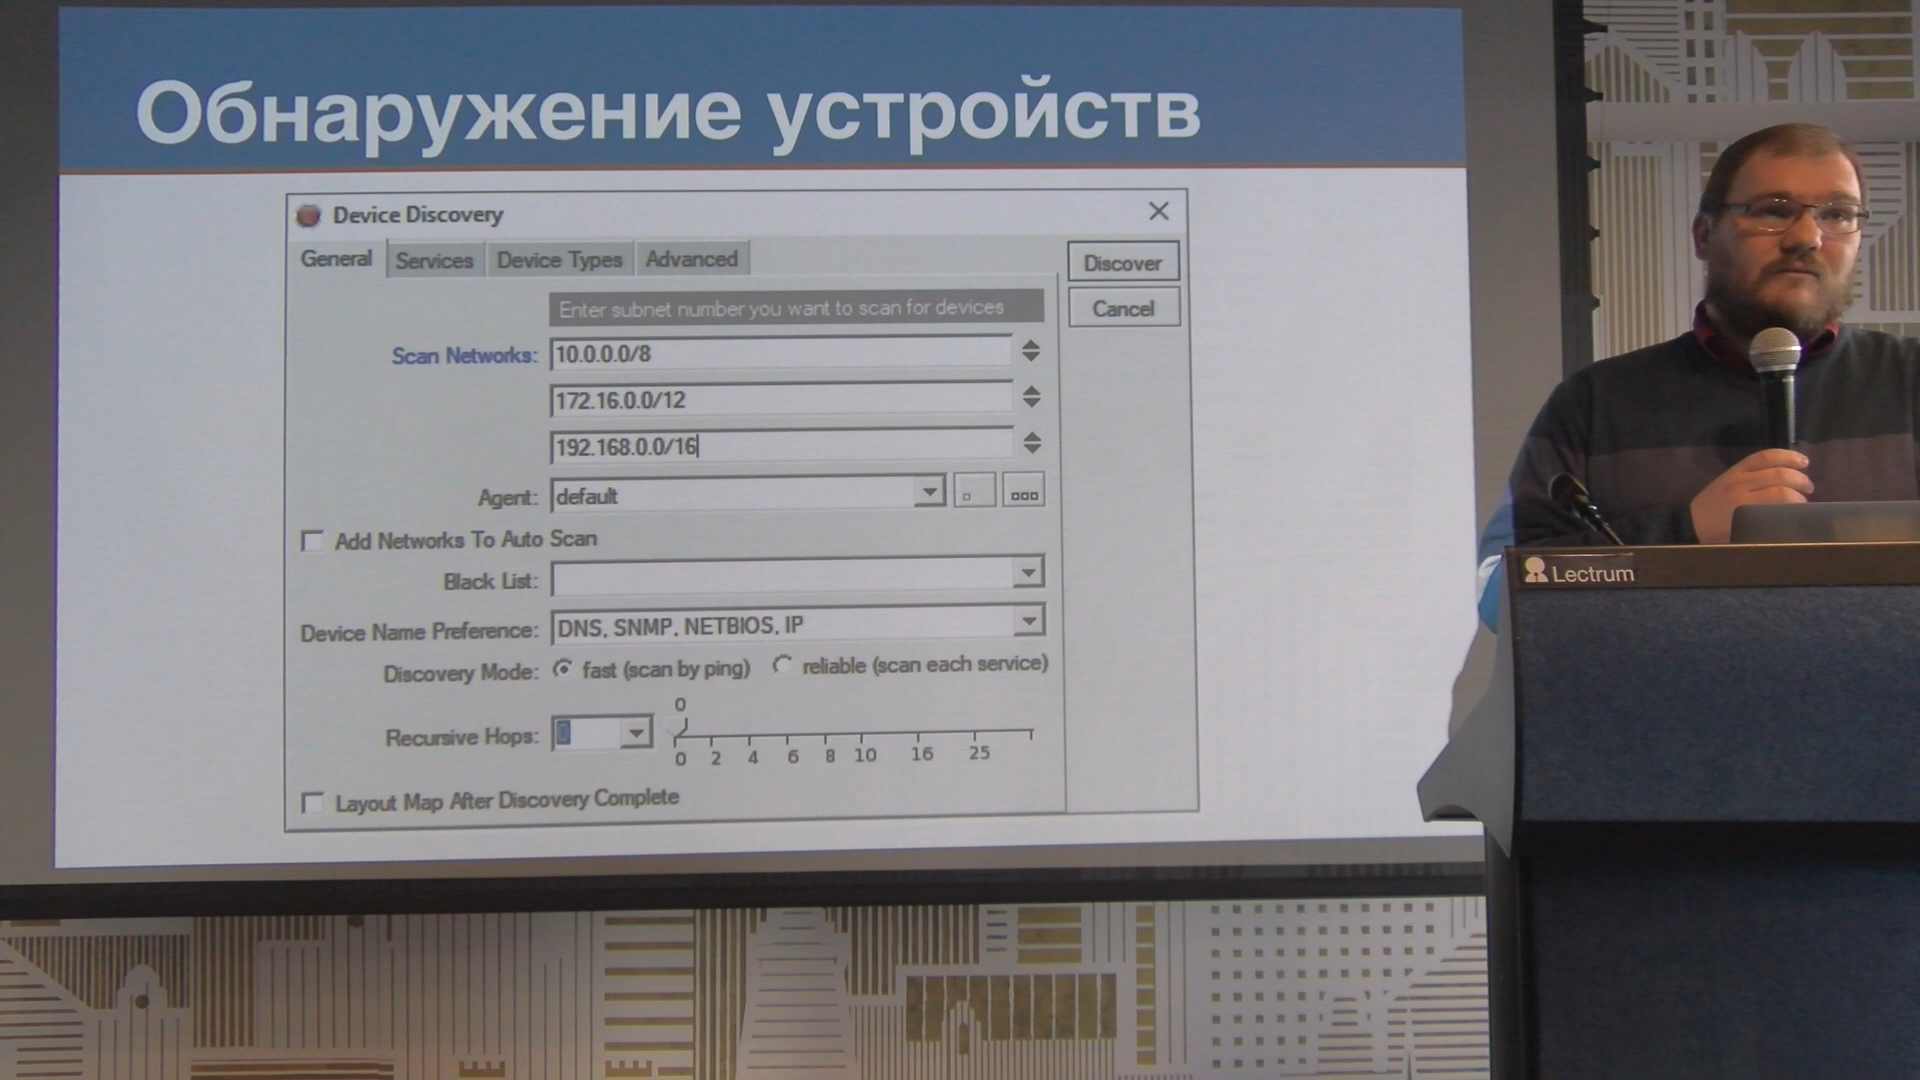 Обнаружение устройств
Device Discovery
General Services Device Types Advanced
Discover
Cancel
Enter subnet number you want to scan for devices
Scan Networks: 10.0.0.0/8
172.16.0.0/12
192.168.0.0/16
Agent: default
Add Networks To Auto Scan
Black List:
Device Name Preference: DNS, SNMP, NETBIOS, IP
Discovery Mode: fast (scan by ping) reliable (scan each service)
0
Recursive Hops: 0
0 2 4 6 8 10 16 25
Layout Map After Discovery Complete
Lectrum